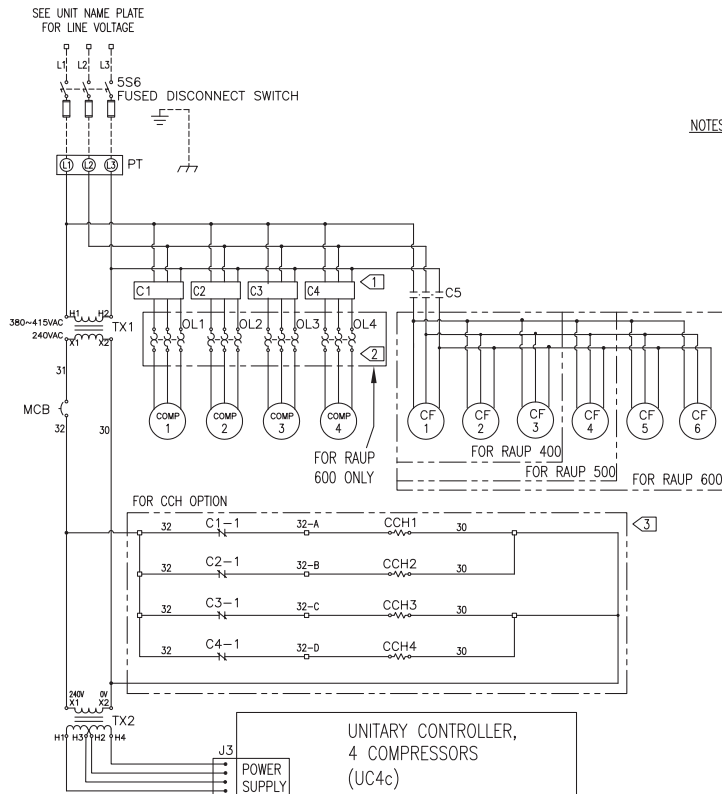 SEE UNIT NAME PLATE
FOR LINE VOLTAGE
L1 L2 L3
5S6
FUSED DISCONNECT SWITCH
NOTES
L1 L2 L3 PT
C1 C2 C3 C4 1 C5
H1 H2
380~415VAC TX1
240VAC
X1 X2
OL1 OL2 OL3 OL4
2
31
MCB
32 30
COMP 1
COMP 2
COMP 3
COMP 4
CF 1
CF 2
CF 3
CF 4
CF 5
CF 6
FOR RAUP
600 ONLY
FOR RAUP 400
FOR RAUP 500
FOR RAUP 600
FOR CCH OPTION
32 C1-1 32-A CCH1 30 3
32 C2-1 32-B CCH2 30
32 C3-1 32-C CCH3 30
32 C4-1 32-D CCH4 30
240V 0V
X1 X2
TX2
H1 H3 H2 H4
J3
POWER
SUPPLY
UNITARY CONTROLLER,
4 COMPRESSORS
(UC4c)